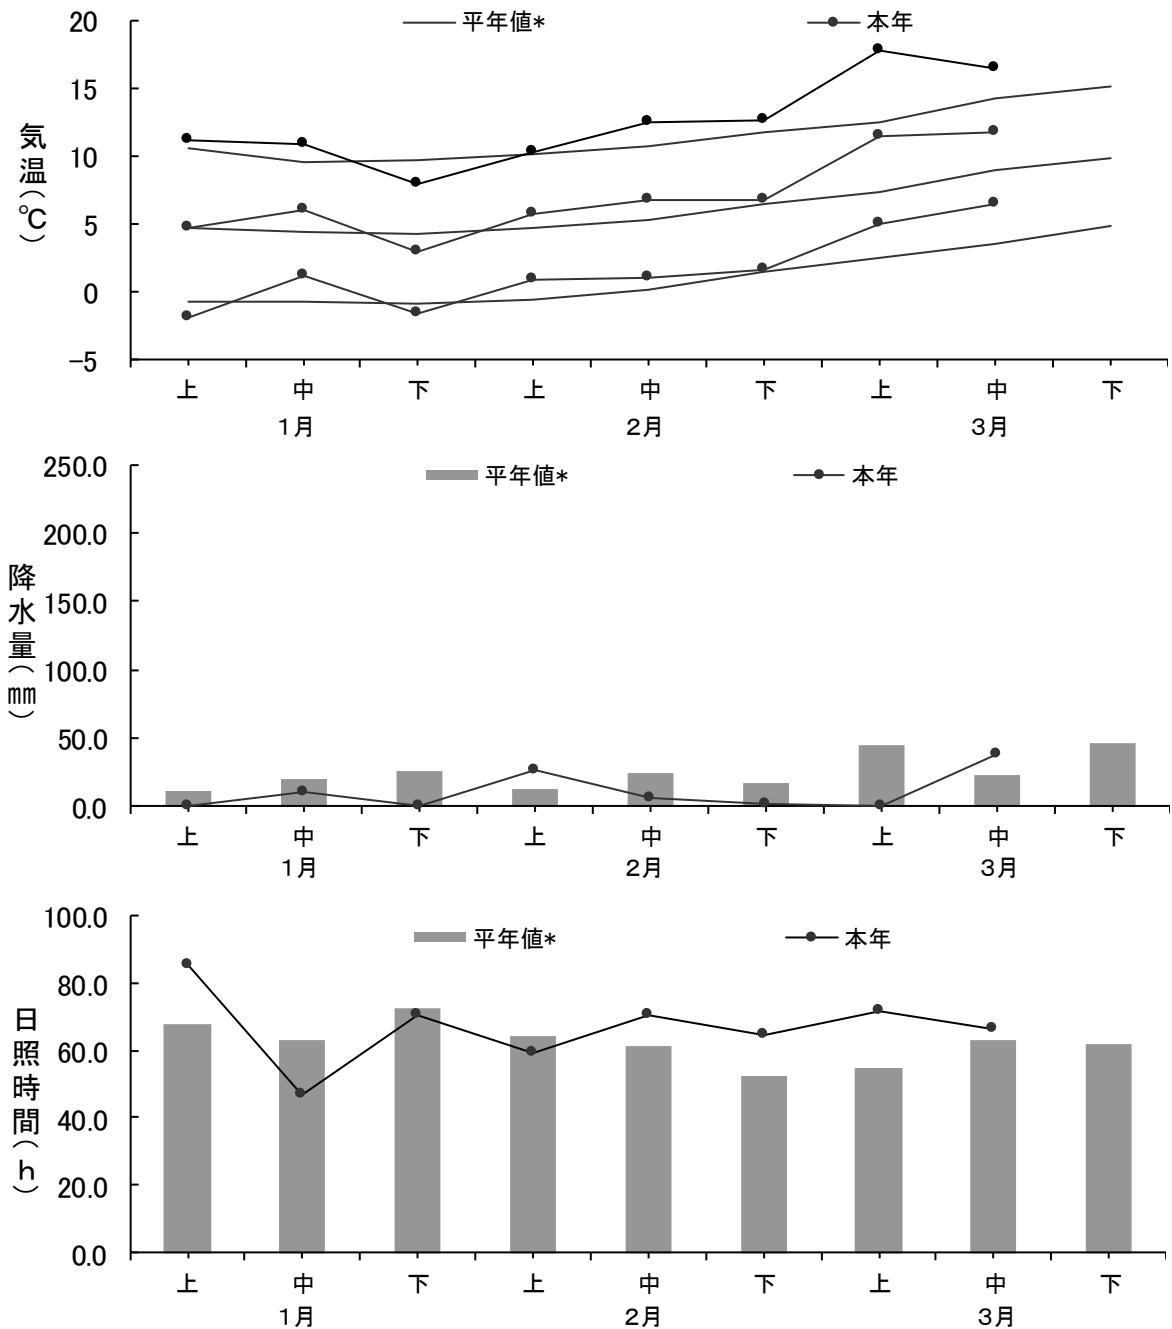 平年値* 本年
気温(℃)
20
15
10
5
0
-5
上 中 下 上 中 下 上 中 下
1月 2月 3月
平年値* 本年
降水量(㎜)
250.0
200.0
150.0
100.0
50.0
0.0
上 中 下 上 中 下 上 中 下
1月 2月 3月
平年値* 本年
日照時間(h)
100.0
80.0
60.0
40.0
20.0
0.0
上 中 下 上 中 下 上 中 下
1月 2月 3月